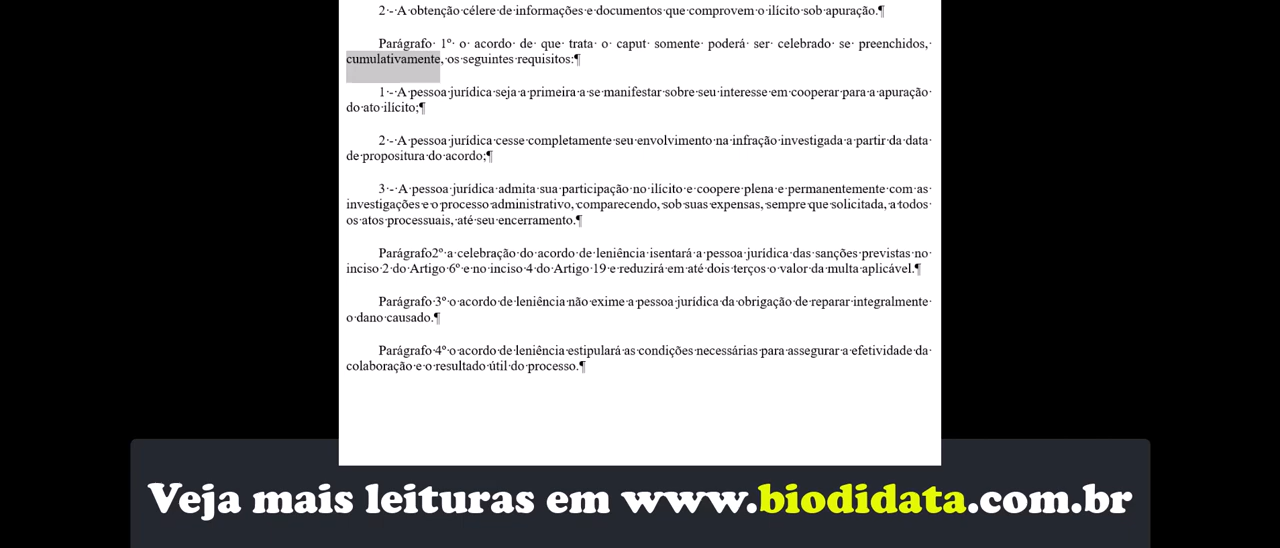 2 - A obtenção célere de informações e documentos que comprovem o ilícito sob apuração.¶
Parágrafo 1º o acordo de que trata o caput somente poderá ser celebrado se preenchidos,
cumulativamente, os seguintes requisitos:¶
1 - A pessoa jurídica seja a primeira a se manifestar sobre seu interesse em cooperar para a apuração
do ato ilícito;¶
2 - A pessoa jurídica cesse completamente seu envolvimento na infração investigada a partir da data
de propositura do acordo;¶
3 - A pessoa jurídica admita sua participação no ilícito e coopere plena e permanentemente com as
investigações e o processo administrativo, comparecendo, sob suas expensas, sempre que solicitada, a todos
os atos processuais, até seu encerramento.¶
Parágrafo2º a celebração do acordo de leniência isentará a pessoa jurídica das sanções previstas no
inciso 2 do Artigo 6º e no inciso 4 do Artigo 19 e reduzirá em até dois terços o valor da multa aplicável.¶
Parágrafo 3º o acordo de leniência não exime a pessoa jurídica da obrigação de reparar integralmente
o dano causado.¶
Parágrafo 4º o acordo de leniência estipulará as condições necessárias para assegurar a efetividade da
colaboração e o resultado útil do processo.¶
Veja mais leituras em www.biodidata.com.br